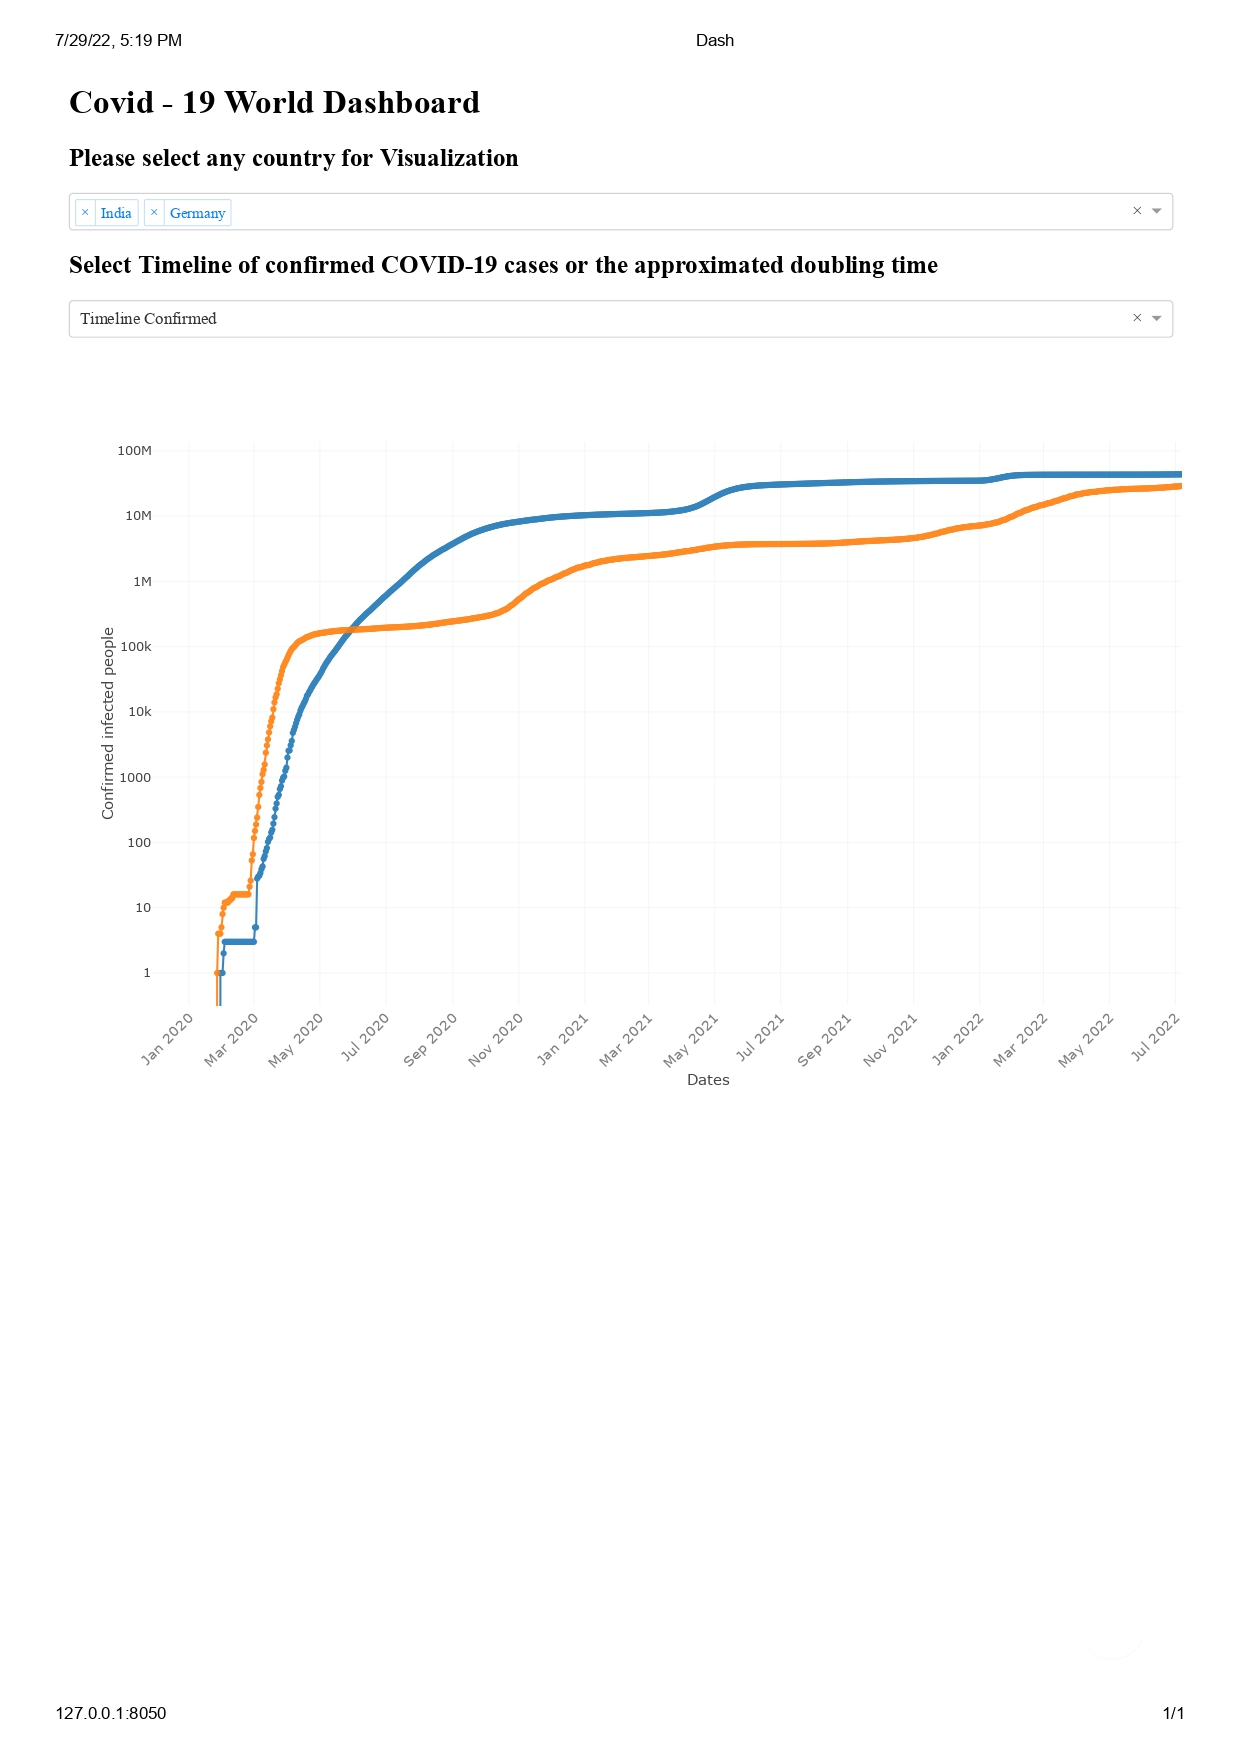 7/29/22, 5:19 PM Dash
Covid - 19 World Dashboard
Please select any country for Visualization
× India × Germany ×
Select Timeline of confirmed COVID-19 cases or the approximated doubling time
Timeline Confirmed ×
100M
10M
1M
100k
10k
1000
100
10
1
Confirmed infected people
Jan 2020
Mar 2020
May 2020
Jul 2020
Sep 2020
Nov 2020
Jan 2021
Mar 2021
May 2021
Jul 2021
Sep 2021
Nov 2021
Jan 2022
Mar 2022
May 2022
Jul 2022
Dates
127.0.0.1:8050 1/1